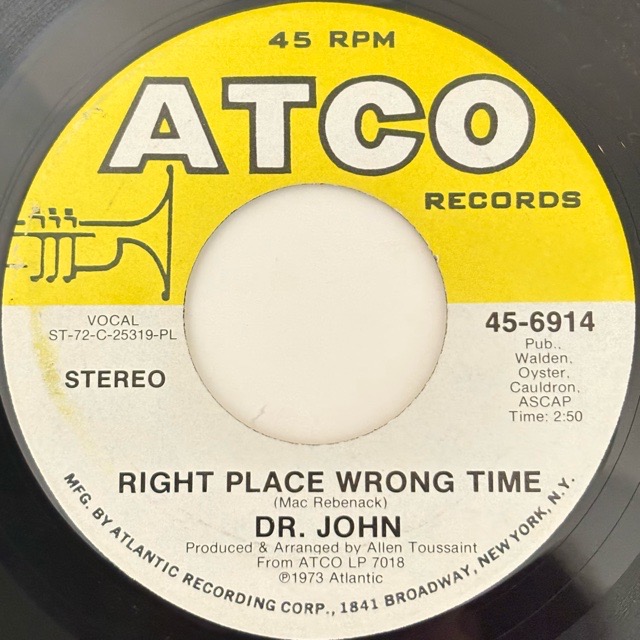 45 RPM
ATCO
RECORDS
VOCAL
ST-72-C-25319-PL
STEREO
45-6914
Pub.,
Walden,
Oyster,
Cauldron,
ASCAP
Time: 2:50
RIGHT PLACE WRONG TIME
(Mac Rebenack)
DR. JOHN
Produced & Arranged by Allen Toussaint
From ATCO LP 7018
℗1973 Atlantic
MFG. BY ATLANTIC RECORDING CORP., 1841 BROADWAY, NEW YORK, N.Y.